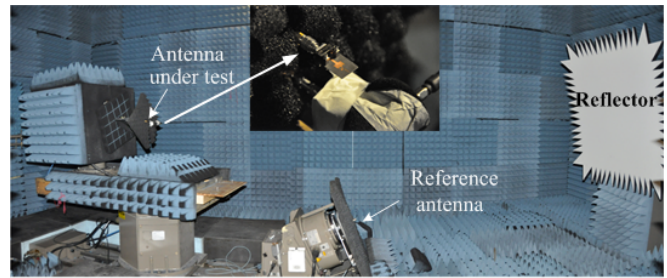 Antenna
under test
Reflector
Reference
antenna